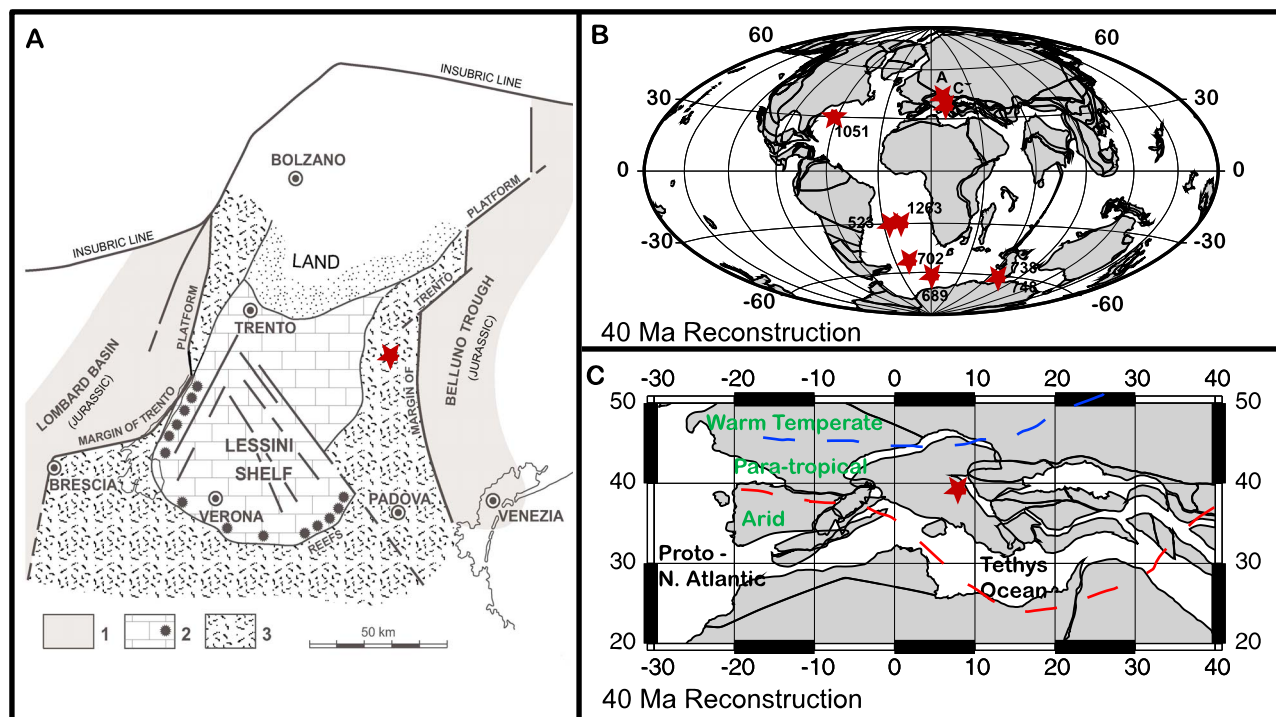 A
INSUBRIC LINE
BOLZANO
PLATFORM
INSUBRIC LINE
LAND
TRENTO
PLATFORM
TRENTO
LOMBARD BASIN
(JURASSIC)
MARGIN OF TRENTO
MARGIN OF
BELLUNO TROUGH
(JURASSIC)
LESSINI
SHELF
BRESCIA
VERONA
PADOVA
VENEZIA
REEFS
1
2
3
50 km
B
60
60
A
C
30
30
1051
0
0
1263
523
-30
-30
702
738
48
689
-60
-60
40 Ma Reconstruction
C
-30 -20 -10 0 10 20 30 40
50
50
Warm Temperate
Para-tropical
40
40
Arid
30
30
Proto -
N. Atlantic
Tethys
Ocean
20
20
-30 -20 -10 0 10 20 30 40
40 Ma Reconstruction